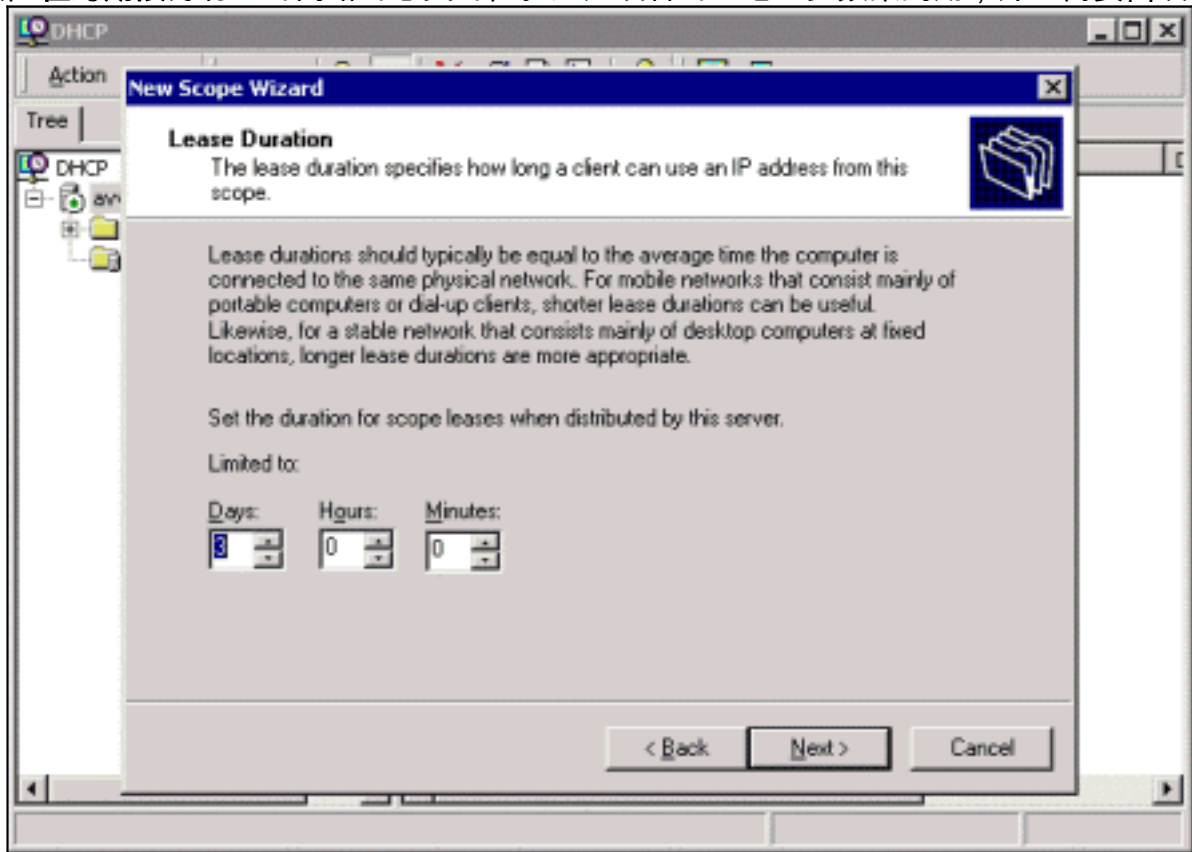 DHCP
Action
New Scope Wizard
Tree
Lease Duration
The lease duration specifies how long a client can use an IP address from this
scope.
DHCP
Lease durations should typically be equal to the average time the computer is
connected to the same physical network. For mobile networks that consist mainly of
portable computers or dial-up clients, shorter lease durations can be useful.
Likewise, for a stable network that consists mainly of desktop computers at fixed
locations, longer lease durations are more appropriate.
Set the duration for scope leases when distributed by this server.
Limited to:
Days: Hours: Minutes:
3 0 0
< Back Next > Cancel